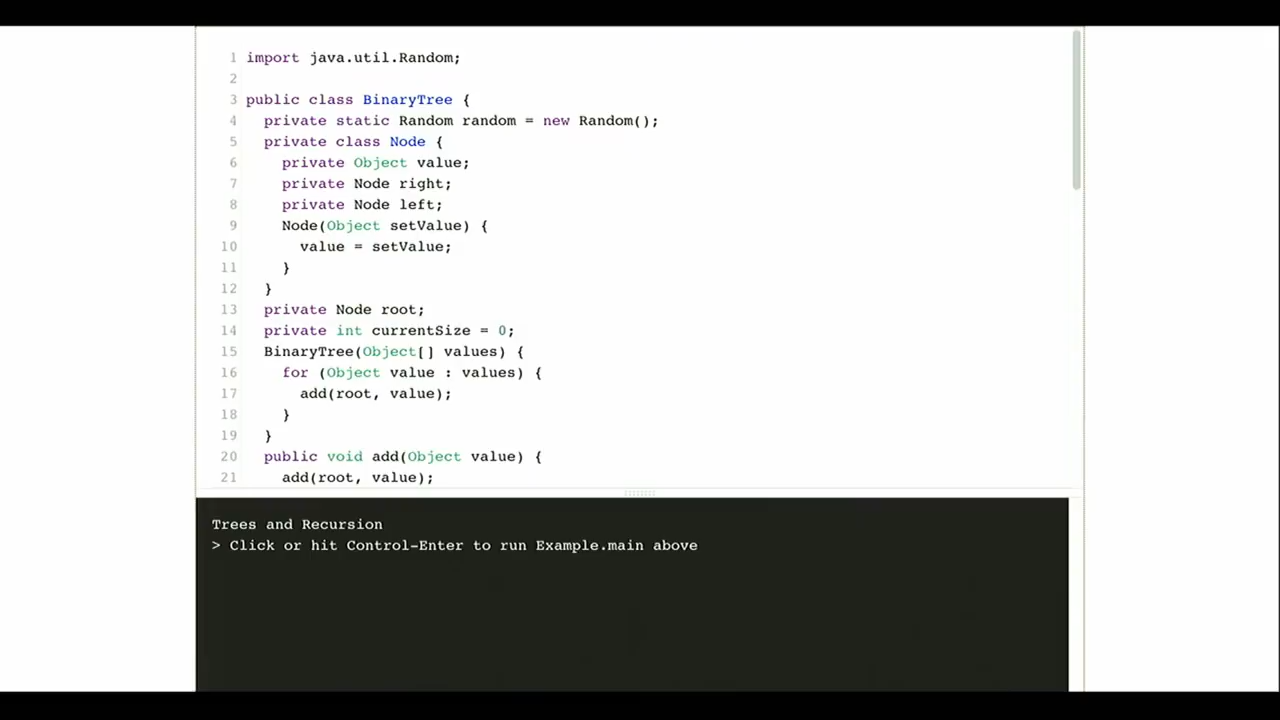 1 import java.util.Random;
2
3 public class BinaryTree {
4   private static Random random = new Random();
5   private class Node {
6     private Object value;
7     private Node right;
8     private Node left;
9     Node(Object setValue) {
10       value = setValue;
11     }
12   }
13   private Node root;
14   private int currentSize = 0;
15   BinaryTree(Object[] values) {
16     for (Object value : values) {
17       add(root, value);
18     }
19   }
20   public void add(Object value) {
21     add(root, value);
Trees and Recursion
> Click or hit Control-Enter to run Example.main above